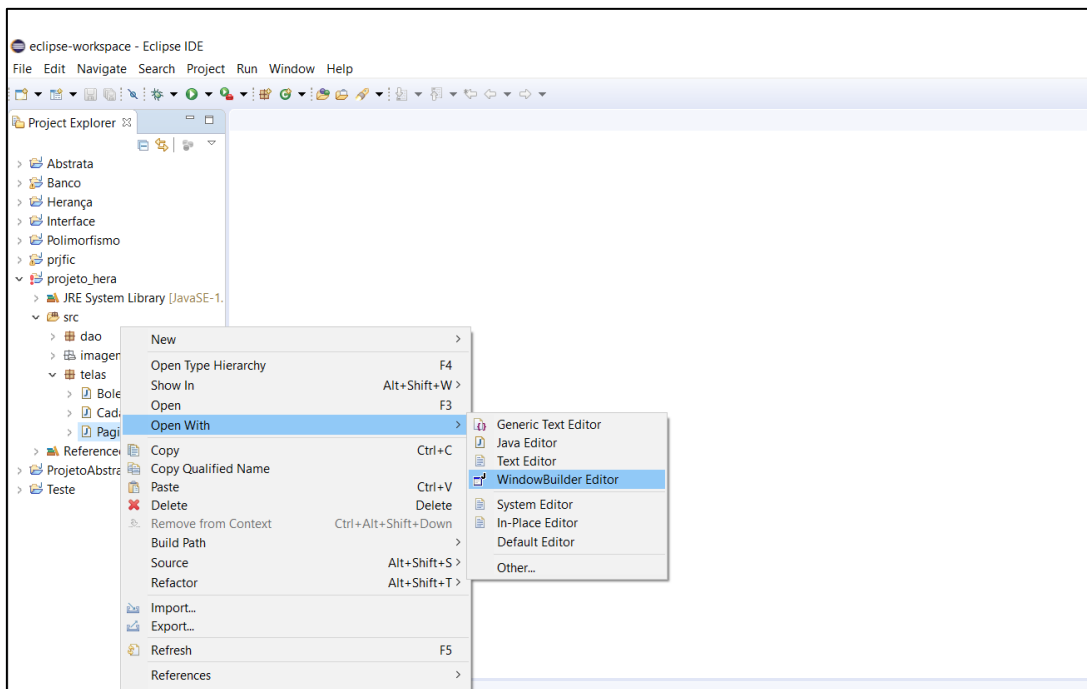 eclipse-workspace - Eclipse IDE
File Edit Navigate Search Project Run Window Help
Project Explorer
Abstrata
Banco
Herança
Interface
Polimorfismo
prjfic
projeto_hera
JRE System Library [JavaSE-1.
src
dao
imagen
telas
Bole
Cada
Pagi
Reference
ProjetoAbstra
Teste
New
Open Type Hierarchy F4
Show In Alt+Shift+W
Open F3
Open With
Copy Ctrl+C
Copy Qualified Name
Paste Ctrl+V
Delete Delete
Remove from Context Ctrl+Alt+Shift+Down
Build Path
Source Alt+Shift+S
Refactor Alt+Shift+T
Import...
Export...
Refresh F5
References
Generic Text Editor
Java Editor
Text Editor
WindowBuilder Editor
System Editor
In-Place Editor
Default Editor
Other...